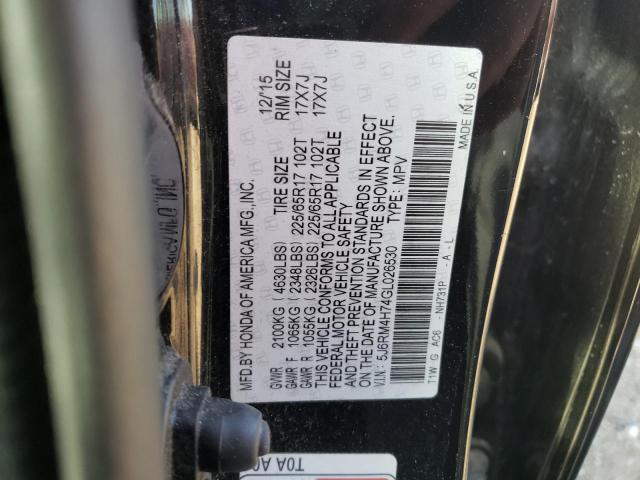 MFD.BY HONDA OF AMERICA MFG., INC. 12/'15
GVWR 2100KG (4630LBS) TIRE SIZE RIM SIZE
GAWR F 1065KG (2348LBS) 225/65R17 102T 17X7J
GAWR R 1055KG (2326LBS) 225/65R17 102T 17X7J
THIS VEHICLE CONFORMS TO ALL APPLICABLE
FEDERAL MOTOR VEHICLE SAFETY
AND THEFT PREVENTION STANDARDS IN EFFECT
ON THE DATE OF MANUFACTURE SHOWN ABOVE.
V.I.N.: 5J6RM4H74GL026530 TYPE: MPV
T1W G AC6 - NH731P - A - L MADE IN U S A
T0A A0